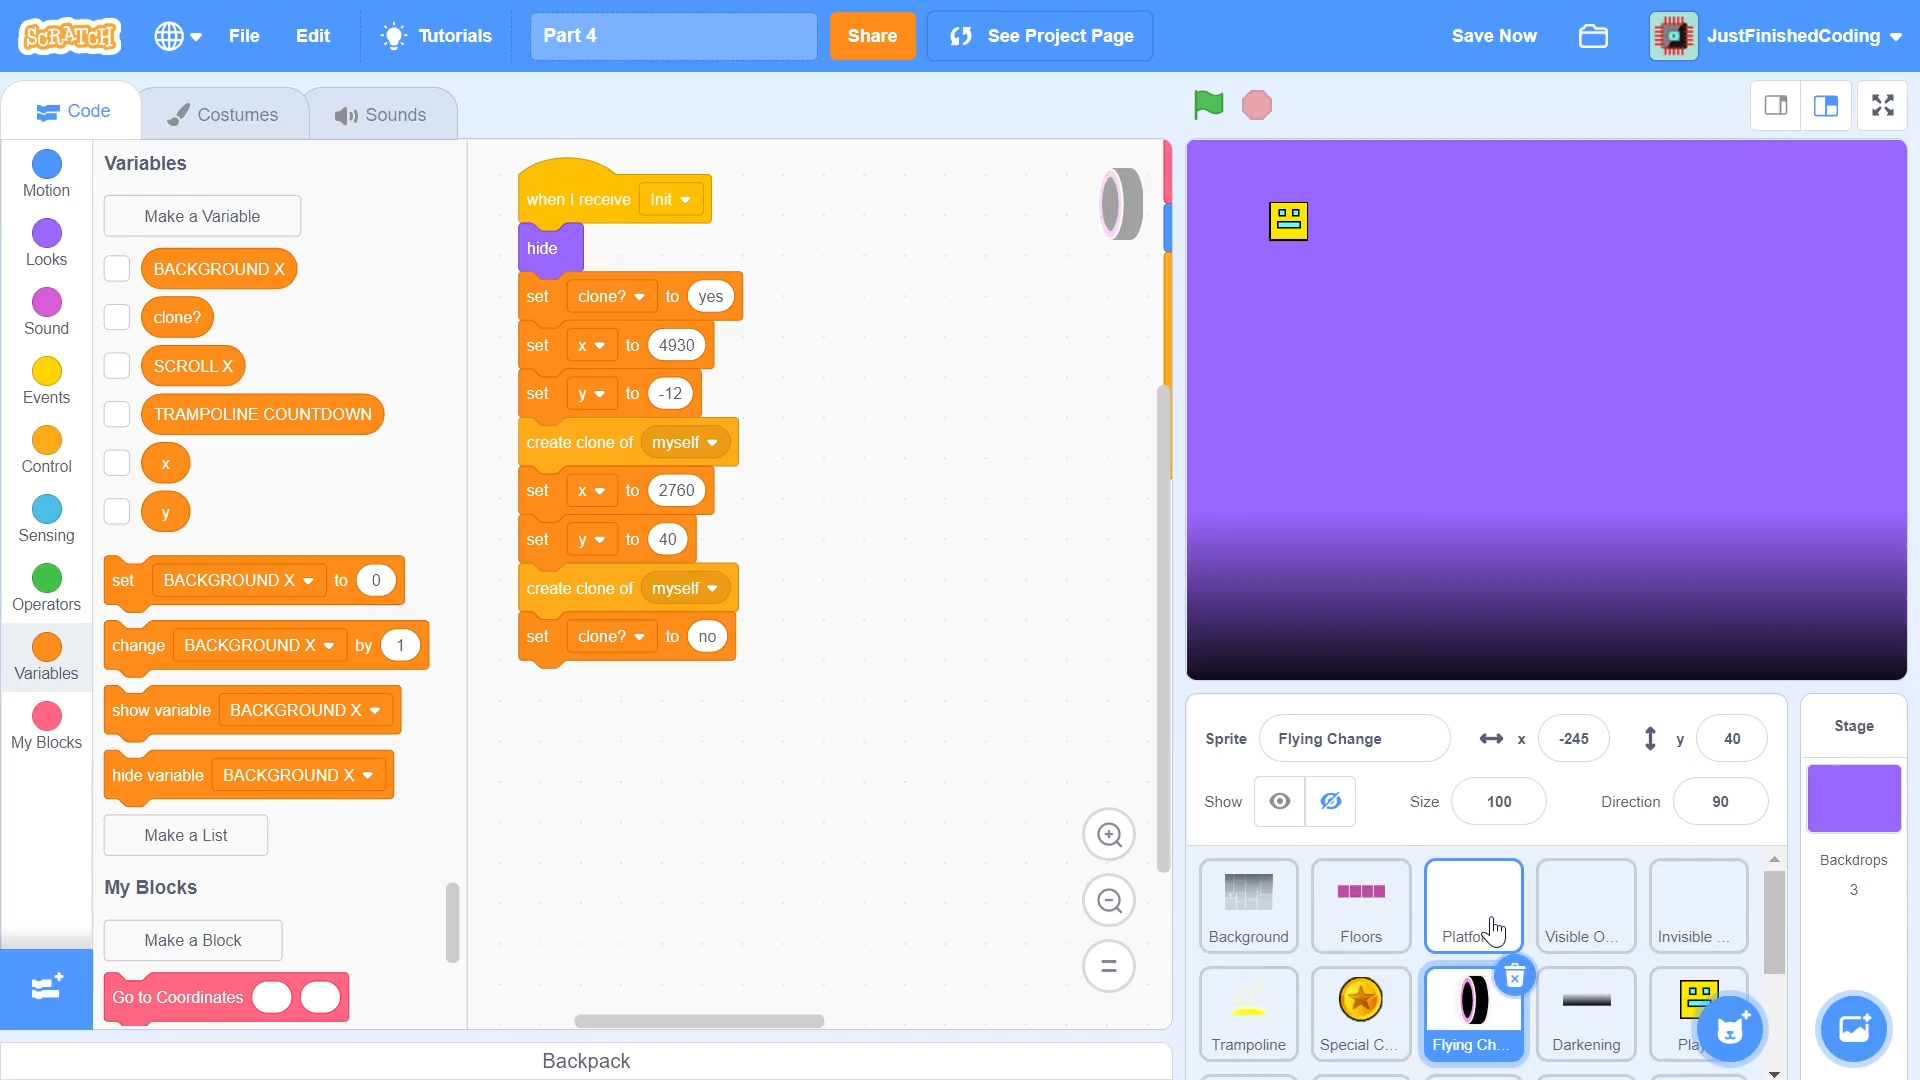 SCRATCH
File
Edit
Tutorials
Part 4
Share
See Project Page
Save Now
JustFinishedCoding
Code
Costumes
Sounds
Motion
Looks
Sound
Events
Control
Sensing
Operators
Variables
My Blocks
Variables
Make a Variable
BACKGROUND X
clone?
SCROLL X
TRAMPOLINE COUNTDOWN
x
y
set BACKGROUND X to 0
change BACKGROUND X by 1
show variable BACKGROUND X
hide variable BACKGROUND X
Make a List
My Blocks
Make a Block
Go to Coordinates
when I receive Init
hide
set clone? to yes
set x to 4930
set y to -12
create clone of myself
set x to 2760
set y to 40
create clone of myself
set clone? to no
Backpack
Sprite Flying Change x -245 y 40
Show Size 100 Direction 90
Background
Floors
Visible O...
Invisible ...
Trampoline
Special C...
Flying Ch...
Darkening
Stage
Backdrops
3